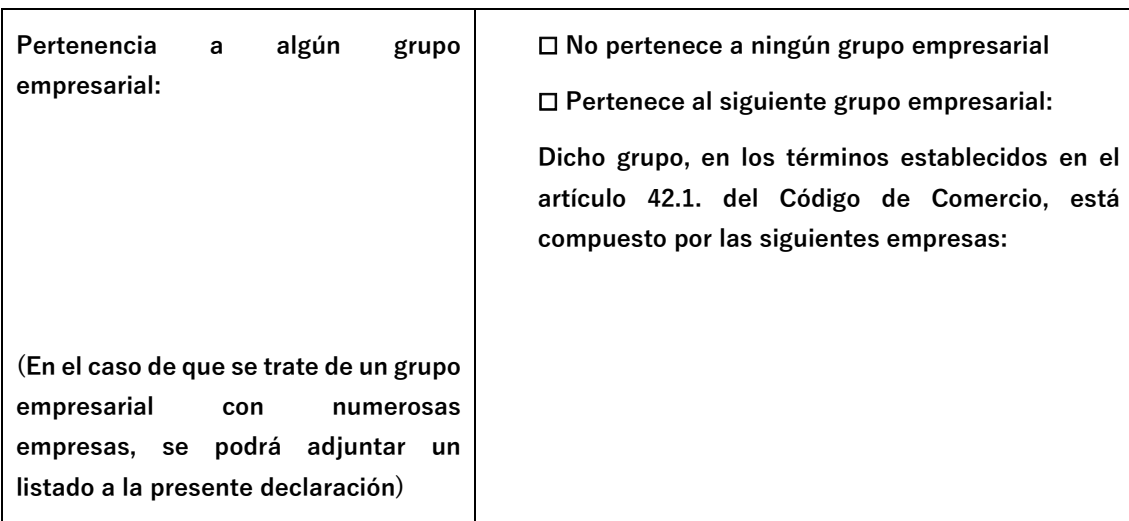 Pertenencia a algún grupo
empresarial:
(En el caso de que se trate de un grupo
empresarial con numerosas
empresas, se podrá adjuntar un
listado a la presente declaración)
☐ No pertenece a ningún grupo empresarial
☐ Pertenece al siguiente grupo empresarial:
Dicho grupo, en los términos establecidos en el
artículo 42.1. del Código de Comercio, está
compuesto por las siguientes empresas: